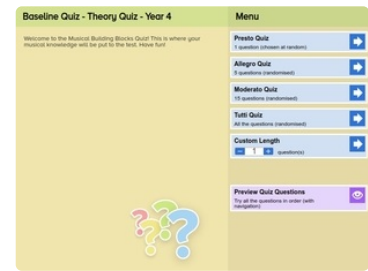 Baseline Quiz - Theory Quiz - Year 4
Welcome to the Musical Building Blocks Quiz! This is where your
musical knowledge will be put to the test. Have fun!
Menu
Presto Quiz
1 question (chosen at random)
Allegro Quiz
5 questions (randomised)
Moderato Quiz
15 questions (randomised)
Tutti Quiz
All the questions (randomised)
Custom Length
1 question(s)
Preview Quiz Questions
Try all the questions in order (with
navigation)